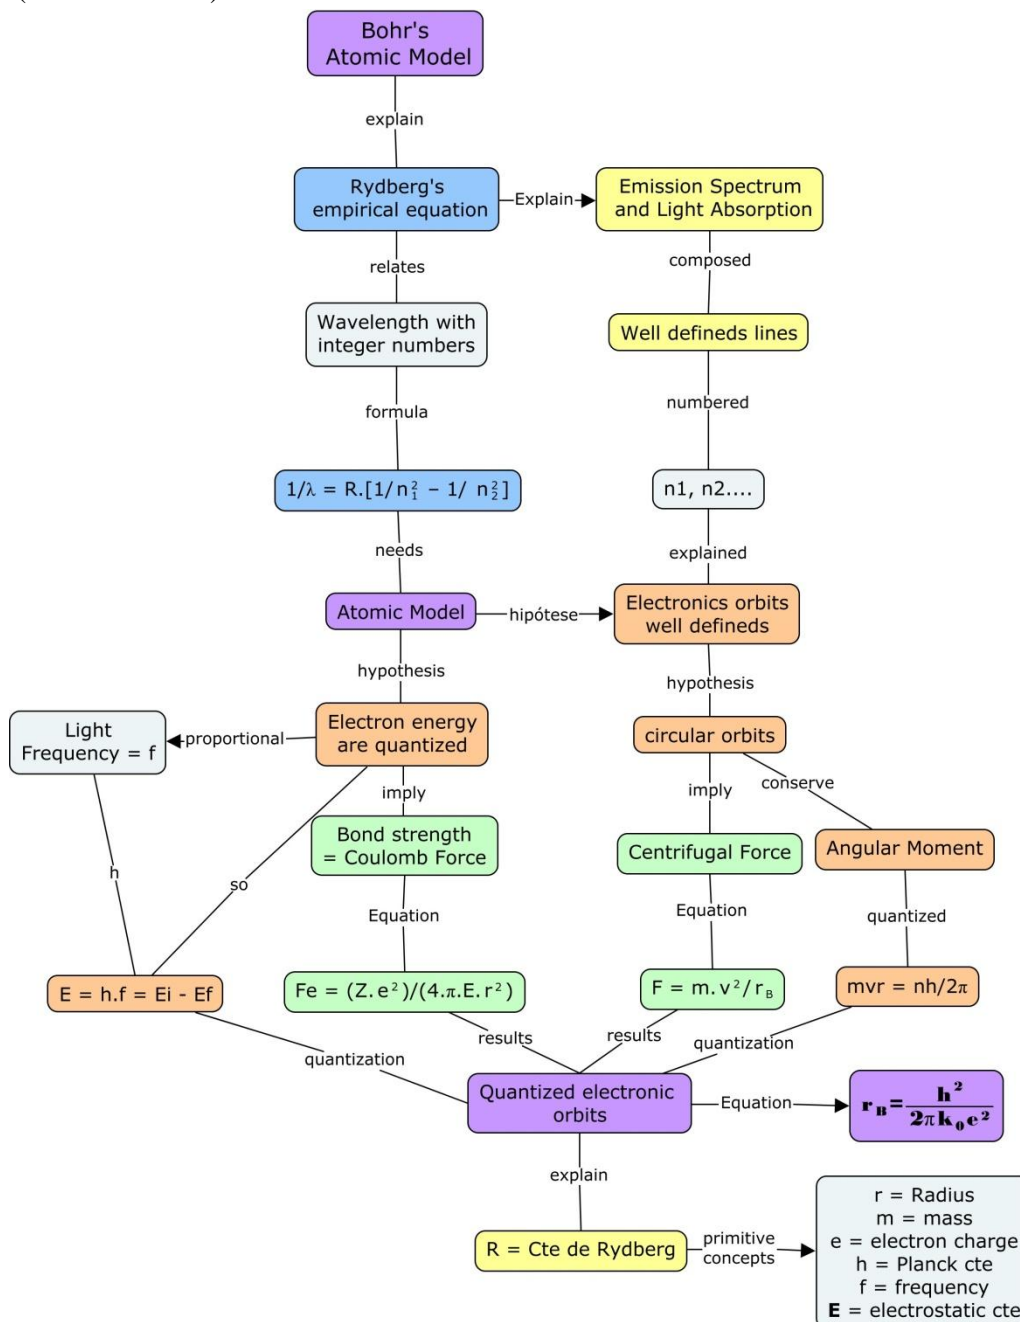 Bohr's
Atomic Model
explain
Rydberg's
empirical equation
Explain
Emission Spectrum
and Light Absorption
relates
composed
Wavelength with
integer numbers
Well defineds lines
formula
numbered
1/λ = R.[1/n₁² – 1/ n₂²]
n1, n2....
needs
explained
Atomic Model
hipótese
Electronics orbits
well defineds
hypothesis
hypothesis
Light
Frequency = f
proportional
Electron energy
are quantized
circular orbits
imply
imply
conserve
Bond strength
= Coulomb Force
Centrifugal Force
Angular Moment
h
so
Equation
Equation
quantized
E = h.f = Ei - Ef
Fe = (Z.e²)/(4.π.E.r²)
F = m.v²/r_B
mvr = nh/2π
quantization
results
results
quantization
Quantized electronic
orbits
Equation
r_B = h²/2πk₀e²
explain
R = Cte de Rydberg
primitive
concepts
r = Radius
m = mass
e = electron charge
h = Planck cte
f = frequency
E = electrostatic cte